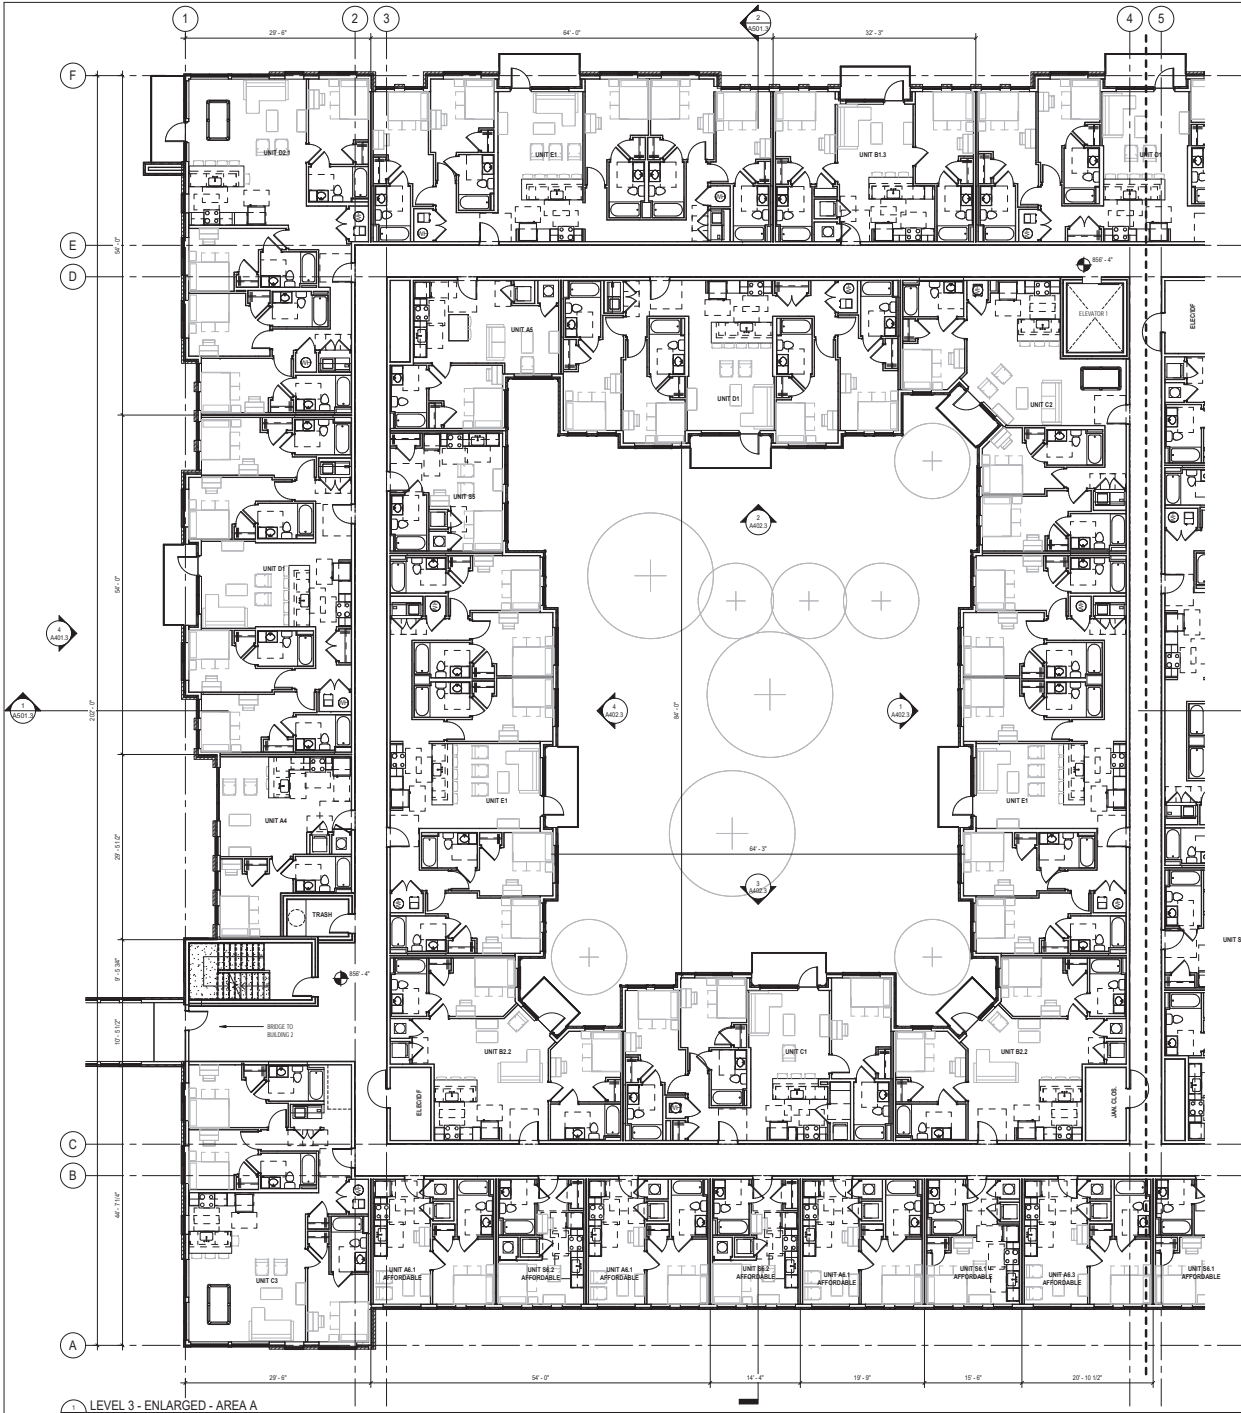 1
2
3
4
5
2
A501.3
29' - 6"
64' - 0"
32' - 3"
F
UNIT D2.1
UNIT E1
UNIT B1.3
E
D
54' - 0"
856' - 4"
ELEVATOR 1
ELEC/IDF
UNIT A5
UNIT D1
UNIT C2
UNIT S5
2
A402.3
UNIT D1
54' - 0"
4
A401.3
1
A501.3
202' - 0"
4
A402.3
84' - 0"
1
A402.3
UNIT A4
UNIT E1
UNIT E1
64' - 3"
3
A402.3
TRASH
UNIT S
9' - 5 3/4"
856' - 4"
10' - 5 1/2"
BRIDGE TO
BUILDING 2
UNIT B2.2
UNIT C1
UNIT B2.2
ELEC/IDF
JAN. CLOS.
C
B
44' - 7 1/4"
UNIT C3
UNIT A6.1
AFFORDABLE
UNIT S6.2
AFFORDABLE
UNIT A6.1
AFFORDABLE
UNIT S6.2
AFFORDABLE
UNIT A6.1
AFFORDABLE
UNIT S6.1
AFFORDABLE
UNIT A6.3
AFFORDABLE
UNIT S6.1
AFFORDABLE
A
29' - 6"
54' - 0"
14' - 4"
19' - 9"
15' - 6"
20' - 10 1/2"
1
LEVEL 3 - ENLARGED - AREA A